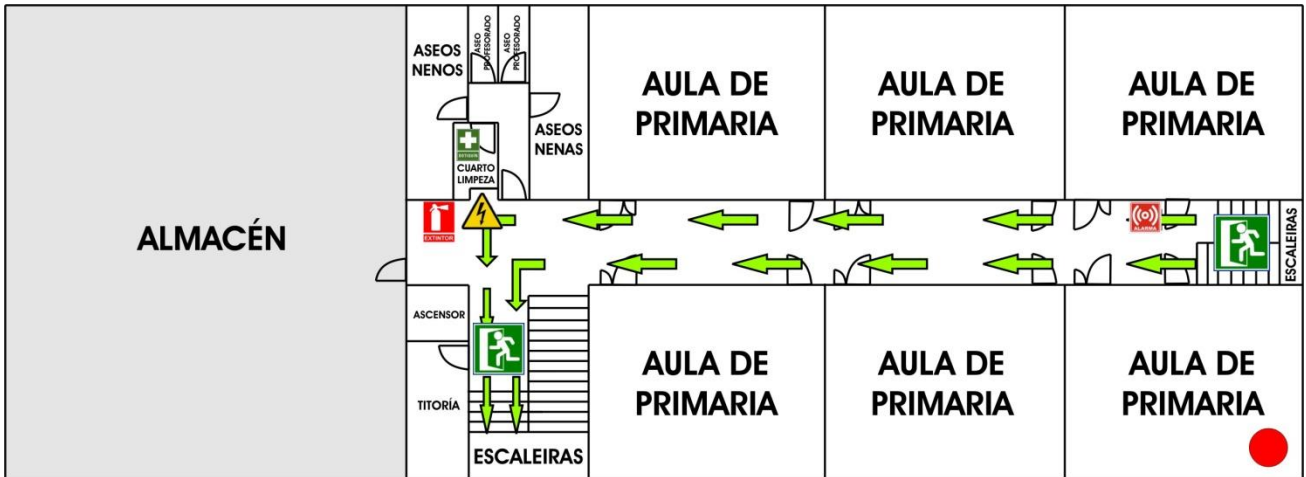 ASEOS
NENOS
ASEO
PROFESORADO
ASEO
PROFESORADO
ASEOS
NENAS
CUARTO
LIMPEZA
AULA DE
PRIMARIA
AULA DE
PRIMARIA
AULA DE
PRIMARIA
ALMACÉN
EXTINTOR
ALARMA
ESCALEIRAS
ASCENSOR
TITORÍA
ESCALEIRAS
AULA DE
PRIMARIA
AULA DE
PRIMARIA
AULA DE
PRIMARIA